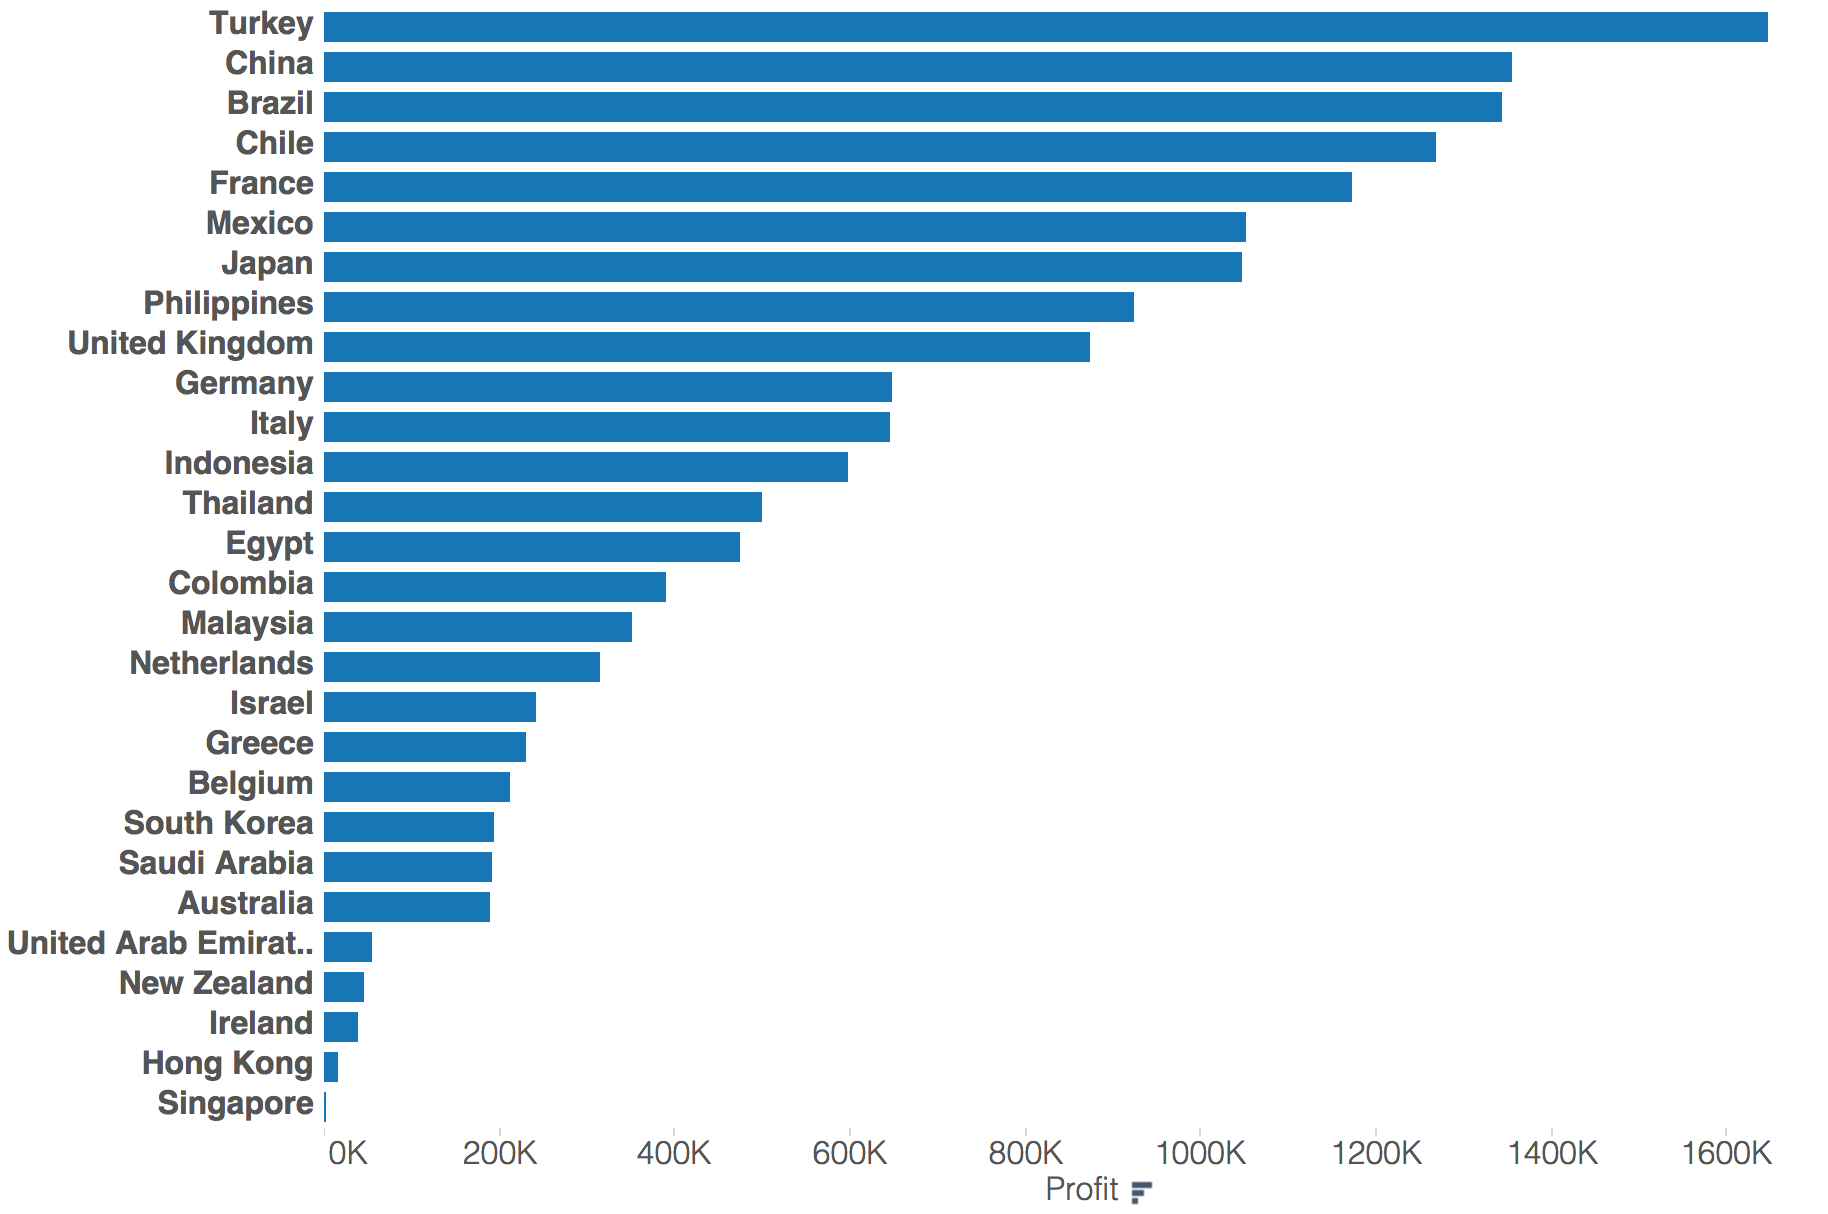 Turkey
China
Brazil
Chile
France
Mexico
Japan
Philippines
United Kingdom
Germany
Italy
Indonesia
Thailand
Egypt
Colombia
Malaysia
Netherlands
Israel
Greece
Belgium
South Korea
Saudi Arabia
Australia
United Arab Emirat..
New Zealand
Ireland
Hong Kong
Singapore
0K 200K 400K 600K 800K 1000K 1200K 1400K 1600K
Profit